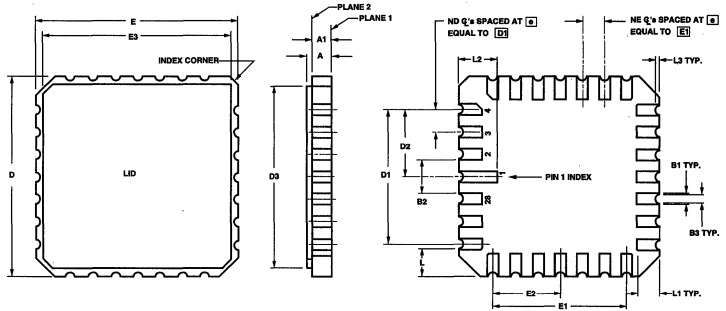 E
E3
INDEX CORNER
D
LID
PLANE 2
PLANE 1
A1
A
D3
ND ℄'s SPACED AT e
EQUAL TO D1
NE ℄'s SPACED AT e
EQUAL TO E1
L2
L3 TYP.
4
3
2
1
28
D1
D2
B2
PIN 1 INDEX
B1 TYP.
B3 TYP.
L
E2
E1
L1 TYP.